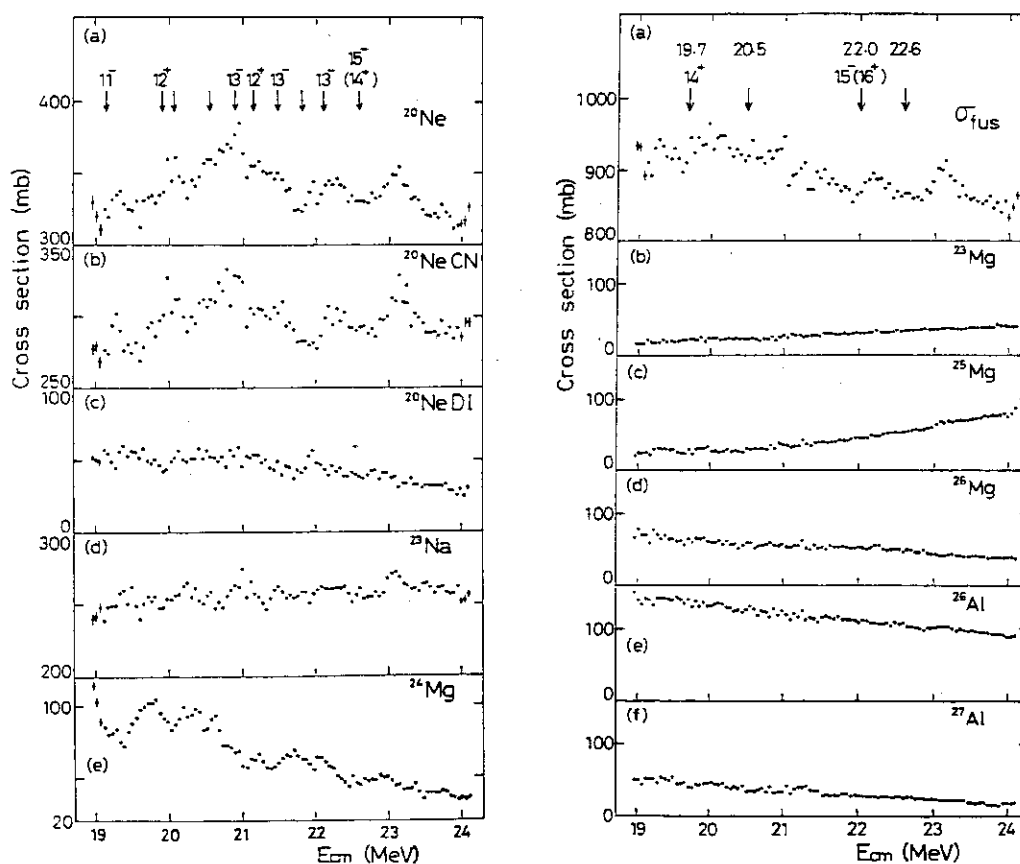 (a)
11⁻ 12⁺ 13⁻ 12⁺ 13⁻ 13⁻ 15⁻
(14⁺)
²⁰Ne
400
300
(b)
²⁰Ne CN
350
250
(c)
²⁰Ne DI
100
0
(d)
²³Na
300
200
(e)
²⁴Mg
100
20
19 20 21 22 23 24
Ecm (MeV)
Cross section (mb)
(a)
19.7 20.5 22.0 22.6
14⁺ 15⁻(16⁺)
σfus
1000
900
800
(b)
²³Mg
100
0
(c)
²⁵Mg
100
0
(d)
²⁶Mg
100
0
(e)
²⁶Al
100
0
(f)
²⁷Al
100
0
19 20 21 22 23 24
Ecm (MeV)
Cross section (mb)